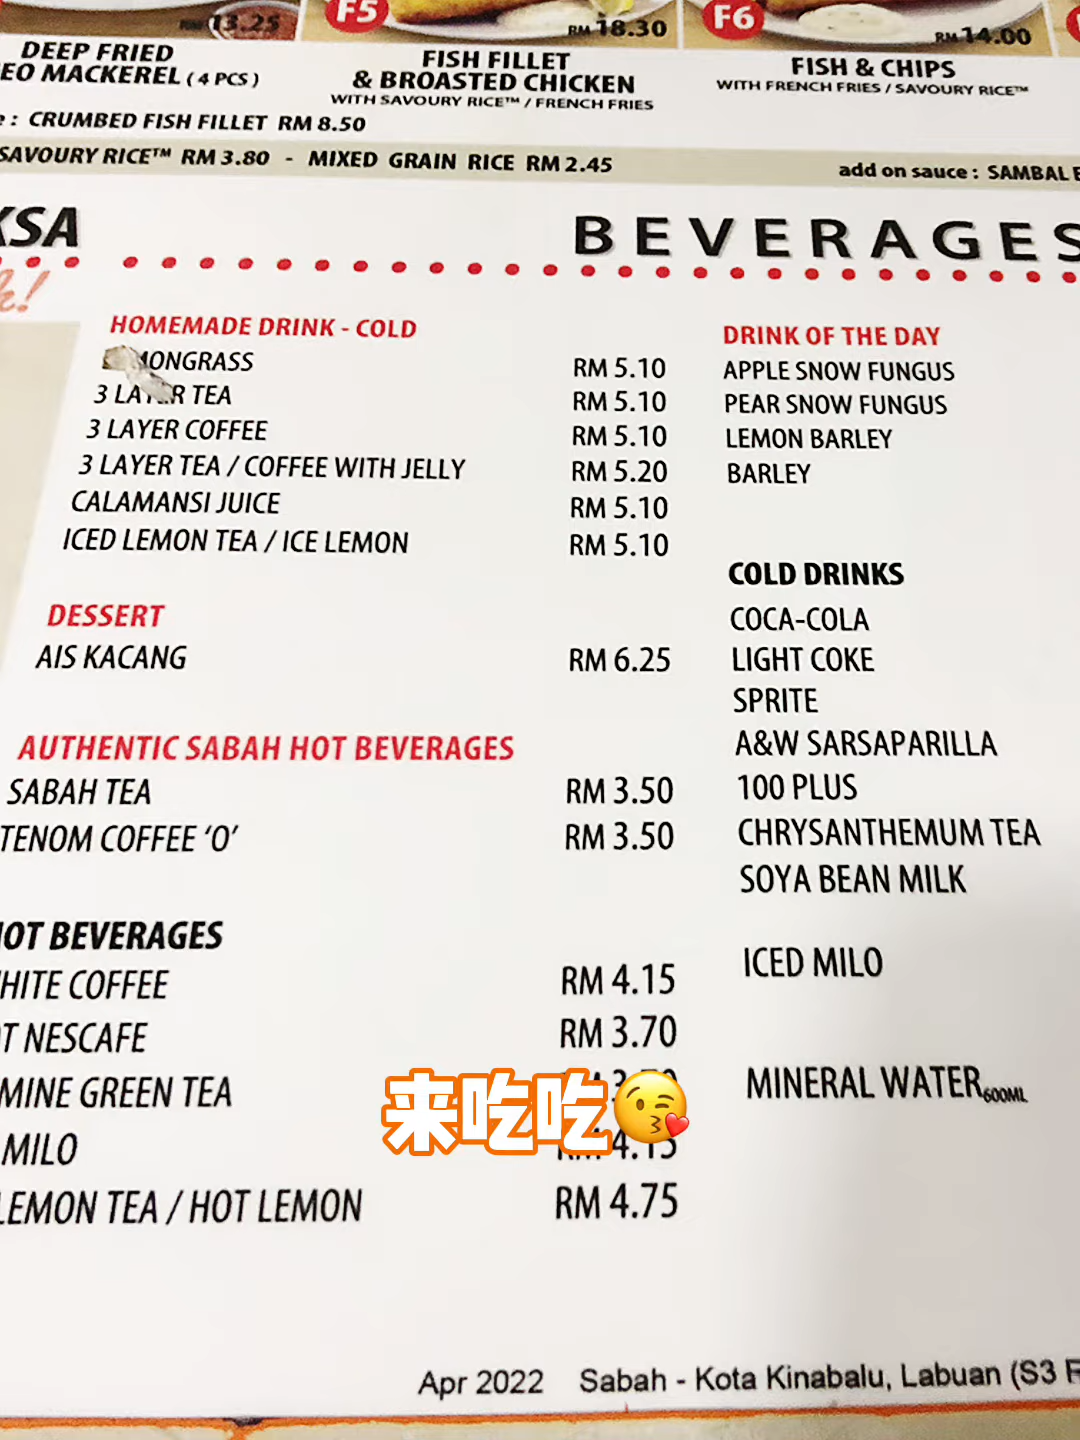 13.25
F5
RM 18.30
F6
RM 14.00
DEEP FRIED
EO MACKEREL ( 4 PCS )
FISH FILLET
& BROASTED CHICKEN
WITH SAVOURY RICE™ / FRENCH FRIES
FISH & CHIPS
WITH FRENCH FRIES / SAVOURY RICE™
: CRUMBED FISH FILLET RM 8.50
SAVOURY RICE™ RM 3.80 - MIXED GRAIN RICE RM 2.45
add on sauce : SAMBAL
KSA
BEVERAGES
HOMEMADE DRINK - COLD
MONGRASS RM 5.10
3 LAYER TEA RM 5.10
3 LAYER COFFEE RM 5.10
3 LAYER TEA / COFFEE WITH JELLY RM 5.20
CALAMANSI JUICE RM 5.10
ICED LEMON TEA / ICE LEMON RM 5.10
DESSERT
AIS KACANG RM 6.25
AUTHENTIC SABAH HOT BEVERAGES
SABAH TEA RM 3.50
TENOM COFFEE ‘O’ RM 3.50
HOT BEVERAGES
WHITE COFFEE RM 4.15
T NESCAFE RM 3.70
MINE GREEN TEA
MILO 4.15
LEMON TEA / HOT LEMON RM 4.75
DRINK OF THE DAY
APPLE SNOW FUNGUS
PEAR SNOW FUNGUS
LEMON BARLEY
BARLEY
COLD DRINKS
COCA-COLA
LIGHT COKE
SPRITE
A&W SARSAPARILLA
100 PLUS
CHRYSANTHEMUM TEA
SOYA BEAN MILK
ICED MILO
MINERAL WATER 600ML
来吃吃😘
Apr 2022 Sabah - Kota Kinabalu, Labuan (S3